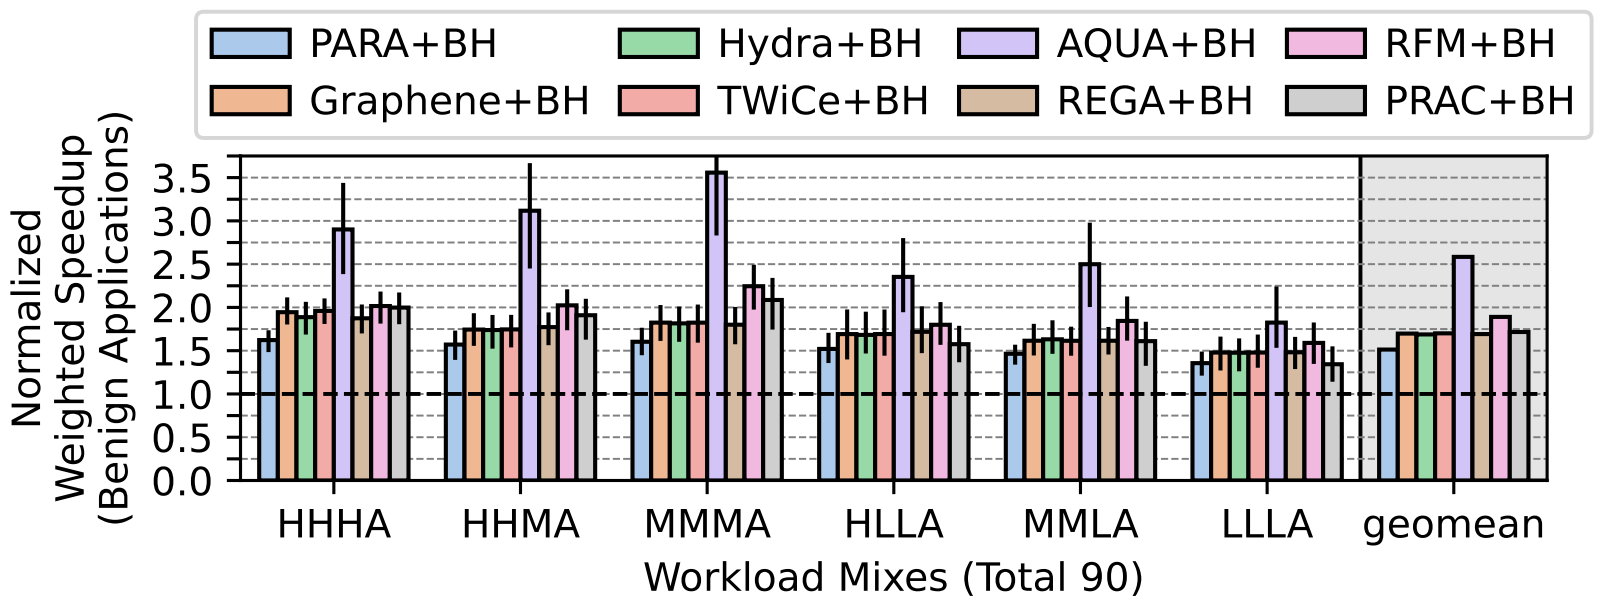 PARA+BH Hydra+BH AQUA+BH RFM+BH
Graphene+BH TWiCe+BH REGA+BH PRAC+BH
Normalized
Weighted Speedup
(Benign Applications)
3.5
3.0
2.5
2.0
1.5
1.0
0.5
0.0
HHHA HHMA MMMA HLLA MMLA LLLA geomean
Workload Mixes (Total 90)